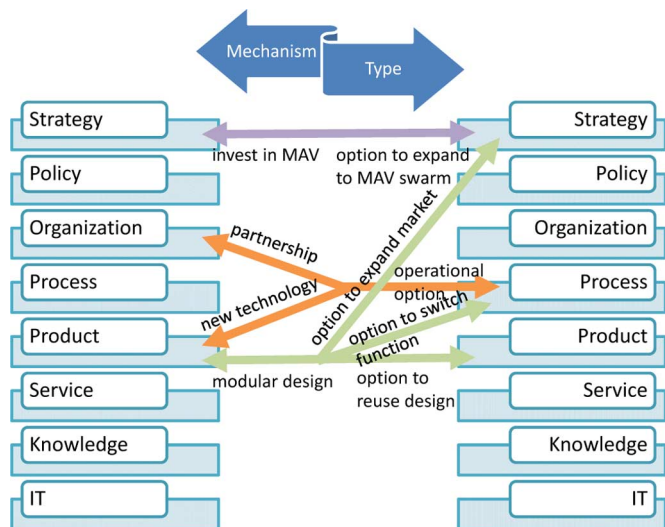 Mechanism
Type
Strategy
Policy
Organization
Process
Product
Service
Knowledge
IT
invest in MAV
option to expand
to MAV swarm
partnership
new technology
option to expand market
operational
option
option to switch
function
modular design
option to
reuse design
Strategy
Policy
Organization
Process
Product
Service
Knowledge
IT